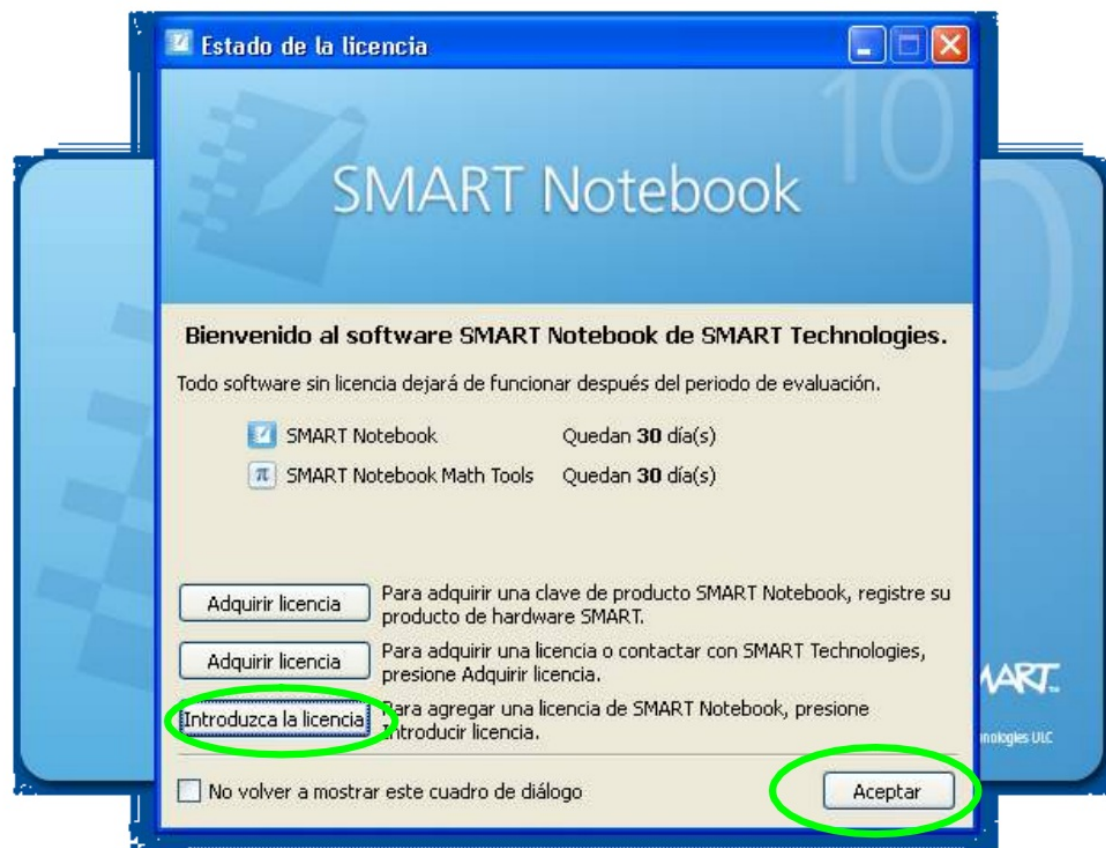 Estado de la licencia
10
SMART Notebook
Bienvenido al software SMART Notebook de SMART Technologies.
Todo software sin licencia dejará de funcionar después del periodo de evaluación.
SMART Notebook Quedan 30 día(s)
π SMART Notebook Math Tools Quedan 30 día(s)
Adquirir licencia Para adquirir una clave de producto SMART Notebook, registre su
producto de hardware SMART.
Adquirir licencia Para adquirir una licencia o contactar con SMART Technologies,
presione Adquirir licencia.
Introduzca la licencia Para agregar una licencia de SMART Notebook, presione
Introducir licencia.
No volver a mostrar este cuadro de diálogo Aceptar
ULC